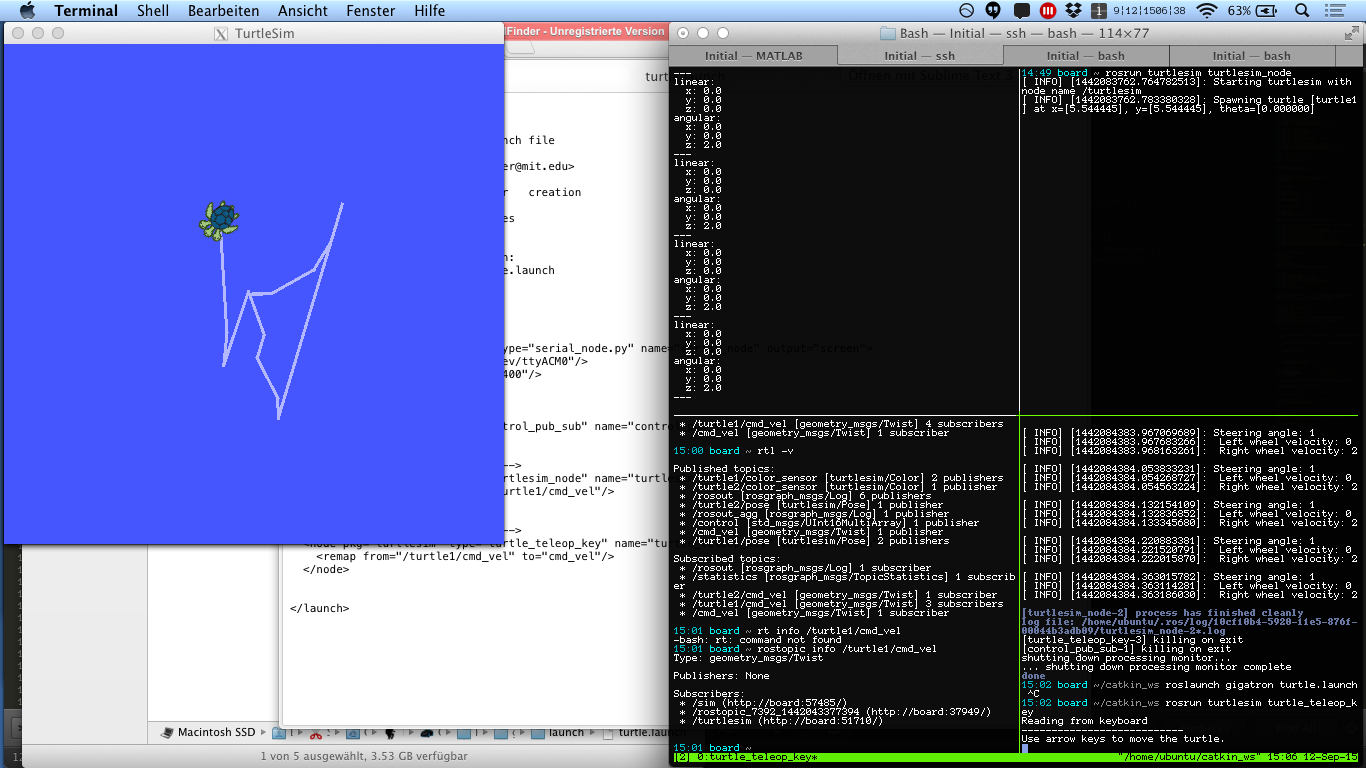 Terminal Shell Bearbeiten Ansicht Fenster Hilfe
1 9|12|1506|38 63%
TurtleSim
lFinder - Unregistrierte Version
Öffnen mit Sublime Text 3
nch file
er@mit.edu>
r creation
es
n:
le.launch
ype="serial_node.py" name=" node" output="screen">
ev/ttyACM0"/>
400"/>
trol_pub_sub" name="contr
-->
tlesim_node" name="turtl
urtle1/cmd_vel"/>
-->
<node pkg="turtlesim" type="turtle_teleop_key" name="tu
<remap from="/turtle1/cmd_vel" to="cmd_vel"/>
</node>
</launch>
Macintosh SSD
launch turtle.launch
1 von 5 ausgewählt, 3.53 GB verfügbar
Bash — Initial — ssh — bash — 114×77
Initial — MATLAB Initial — ssh Initial — bash Initial — bash
---
linear:
x: 0.0
y: 0.0
z: 0.0
angular:
x: 0.0
y: 0.0
z: 2.0
---
linear:
x: 0.0
y: 0.0
z: 0.0
angular:
x: 0.0
y: 0.0
z: 2.0
---
linear:
x: 0.0
y: 0.0
z: 0.0
angular:
x: 0.0
y: 0.0
z: 2.0
---
linear:
x: 0.0
y: 0.0
z: 0.0
angular:
x: 0.0
y: 0.0
z: 2.0
---
14:49 board ~ rosrun turtlesim turtlesim_node
[ INFO] [1442083762.764782513]: Starting turtlesim with
node name /turtlesim
[ INFO] [1442083762.783380328]: Spawning turtle [turtle1
] at x=[5.544445], y=[5.544445], theta=[0.000000]
* /turtle1/cmd_vel [geometry_msgs/Twist] 4 subscribers
* /cmd_vel [geometry_msgs/Twist] 1 subscriber
15:00 board ~ rtl -v
Published topics:
* /turtle1/color_sensor [turtlesim/Color] 2 publishers
* /turtle2/color_sensor [turtlesim/Color] 1 publisher
* /rosout [rosgraph_msgs/Log] 6 publishers
* /turtle2/pose [turtlesim/Pose] 1 publisher
* /rosout_agg [rosgraph_msgs/Log] 1 publisher
* /control [std_msgs/UInt16MultiArray] 1 publisher
* /cmd_vel [geometry_msgs/Twist] 1 publisher
* /turtle1/pose [turtlesim/Pose] 2 publishers
Subscribed topics:
* /rosout [rosgraph_msgs/Log] 1 subscriber
* /statistics [rosgraph_msgs/TopicStatistics] 1 subscrib
er
* /turtle2/cmd_vel [geometry_msgs/Twist] 1 subscriber
* /turtle1/cmd_vel [geometry_msgs/Twist] 3 subscribers
* /cmd_vel [geometry_msgs/Twist] 1 subscriber
15:01 board ~ rt info /turtle1/cmd_vel
-bash: rt: command not found
15:01 board ~ rostopic info /turtle1/cmd_vel
Type: geometry_msgs/Twist
Publishers: None
Subscribers:
* /sim (http://board:57485/)
* /rostopic_7392_1442043377394 (http://board:37949/)
* /turtlesim (http://board:51710/)
15:01 board ~
[ INFO] [1442084383.967069689]: Steering angle: 1
[ INFO] [1442084383.967683266]: Left wheel velocity: 0
[ INFO] [1442084383.968163261]: Right wheel velocity: 2
[ INFO] [1442084384.053833231]: Steering angle: 1
[ INFO] [1442084384.054268727]: Left wheel velocity: 0
[ INFO] [1442084384.054563224]: Right wheel velocity: 2
[ INFO] [1442084384.132154109]: Steering angle: 1
[ INFO] [1442084384.132836852]: Left wheel velocity: 0
[ INFO] [1442084384.133345680]: Right wheel velocity: 2
[ INFO] [1442084384.220883381]: Steering angle: 1
[ INFO] [1442084384.221520791]: Left wheel velocity: 0
[ INFO] [1442084384.222015870]: Right wheel velocity: 2
[ INFO] [1442084384.363015782]: Steering angle: 1
[ INFO] [1442084384.363114281]: Left wheel velocity: 0
[ INFO] [1442084384.363186030]: Right wheel velocity: 2
[turtlesim_node-2] process has finished cleanly
log file: /home/ubuntu/.ros/log/10cf10b4-5920-11e5-876f-
00044b3adb09/turtlesim_node-2*.log
[turtle_teleop_key-3] killing on exit
[control_pub_sub-1] killing on exit
shutting down processing monitor...
... shutting down processing monitor complete
done
15:02 board ~/catkin_ws roslaunch gigatron turtle.launch
^C
15:02 board ~/catkin_ws rosrun turtlesim turtle_teleop_k
ey
Reading from keyboard
---------------------------
Use arrow keys to move the turtle.
[2] 0:turtle_teleop_key* "/home/ubuntu/catkin_ws" 15:06 12-Sep-15